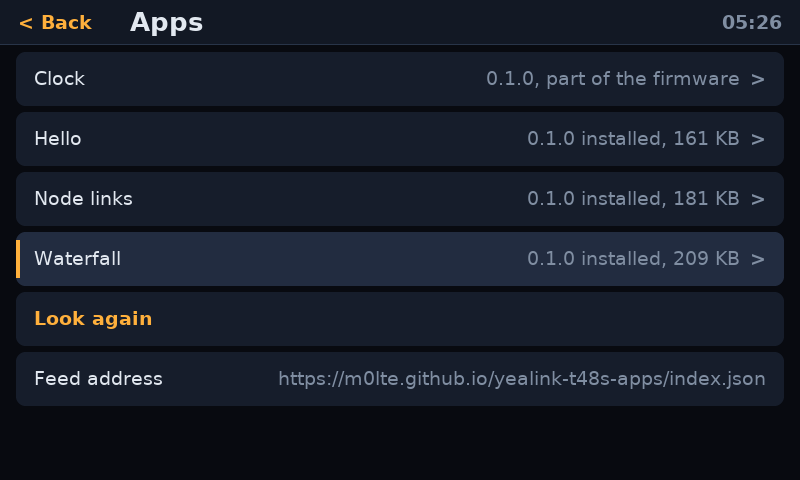 < Back Apps 05:26
Clock 0.1.0, part of the firmware >
Hello 0.1.0 installed, 161 KB >
Node links 0.1.0 installed, 181 KB >
Waterfall 0.1.0 installed, 209 KB >
Look again
Feed address https://m0lte.github.io/yealink-t48s-apps/index.json